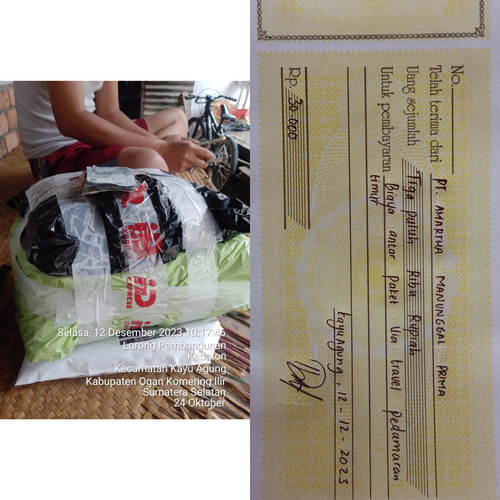 iD
EXPRESS
Selasa, 12 Desember 2023 10:17:46
Lorong Pembangunan
Kedaton
Kecamatan Kayu Agung
Kabupaten Ogan Komering Ilir
Sumatera Selatan
24 Oktober
No.
Telah terima dari PT. AMARTHA MANUNGGAL PRIMA
Uang sejumlah Tiga puluh Ribu Rupiah
Untuk pembayaran Biaya antar paket Via travel pedamaran
timur
kayuAgung, 12-12-2023
Rp. 30 000